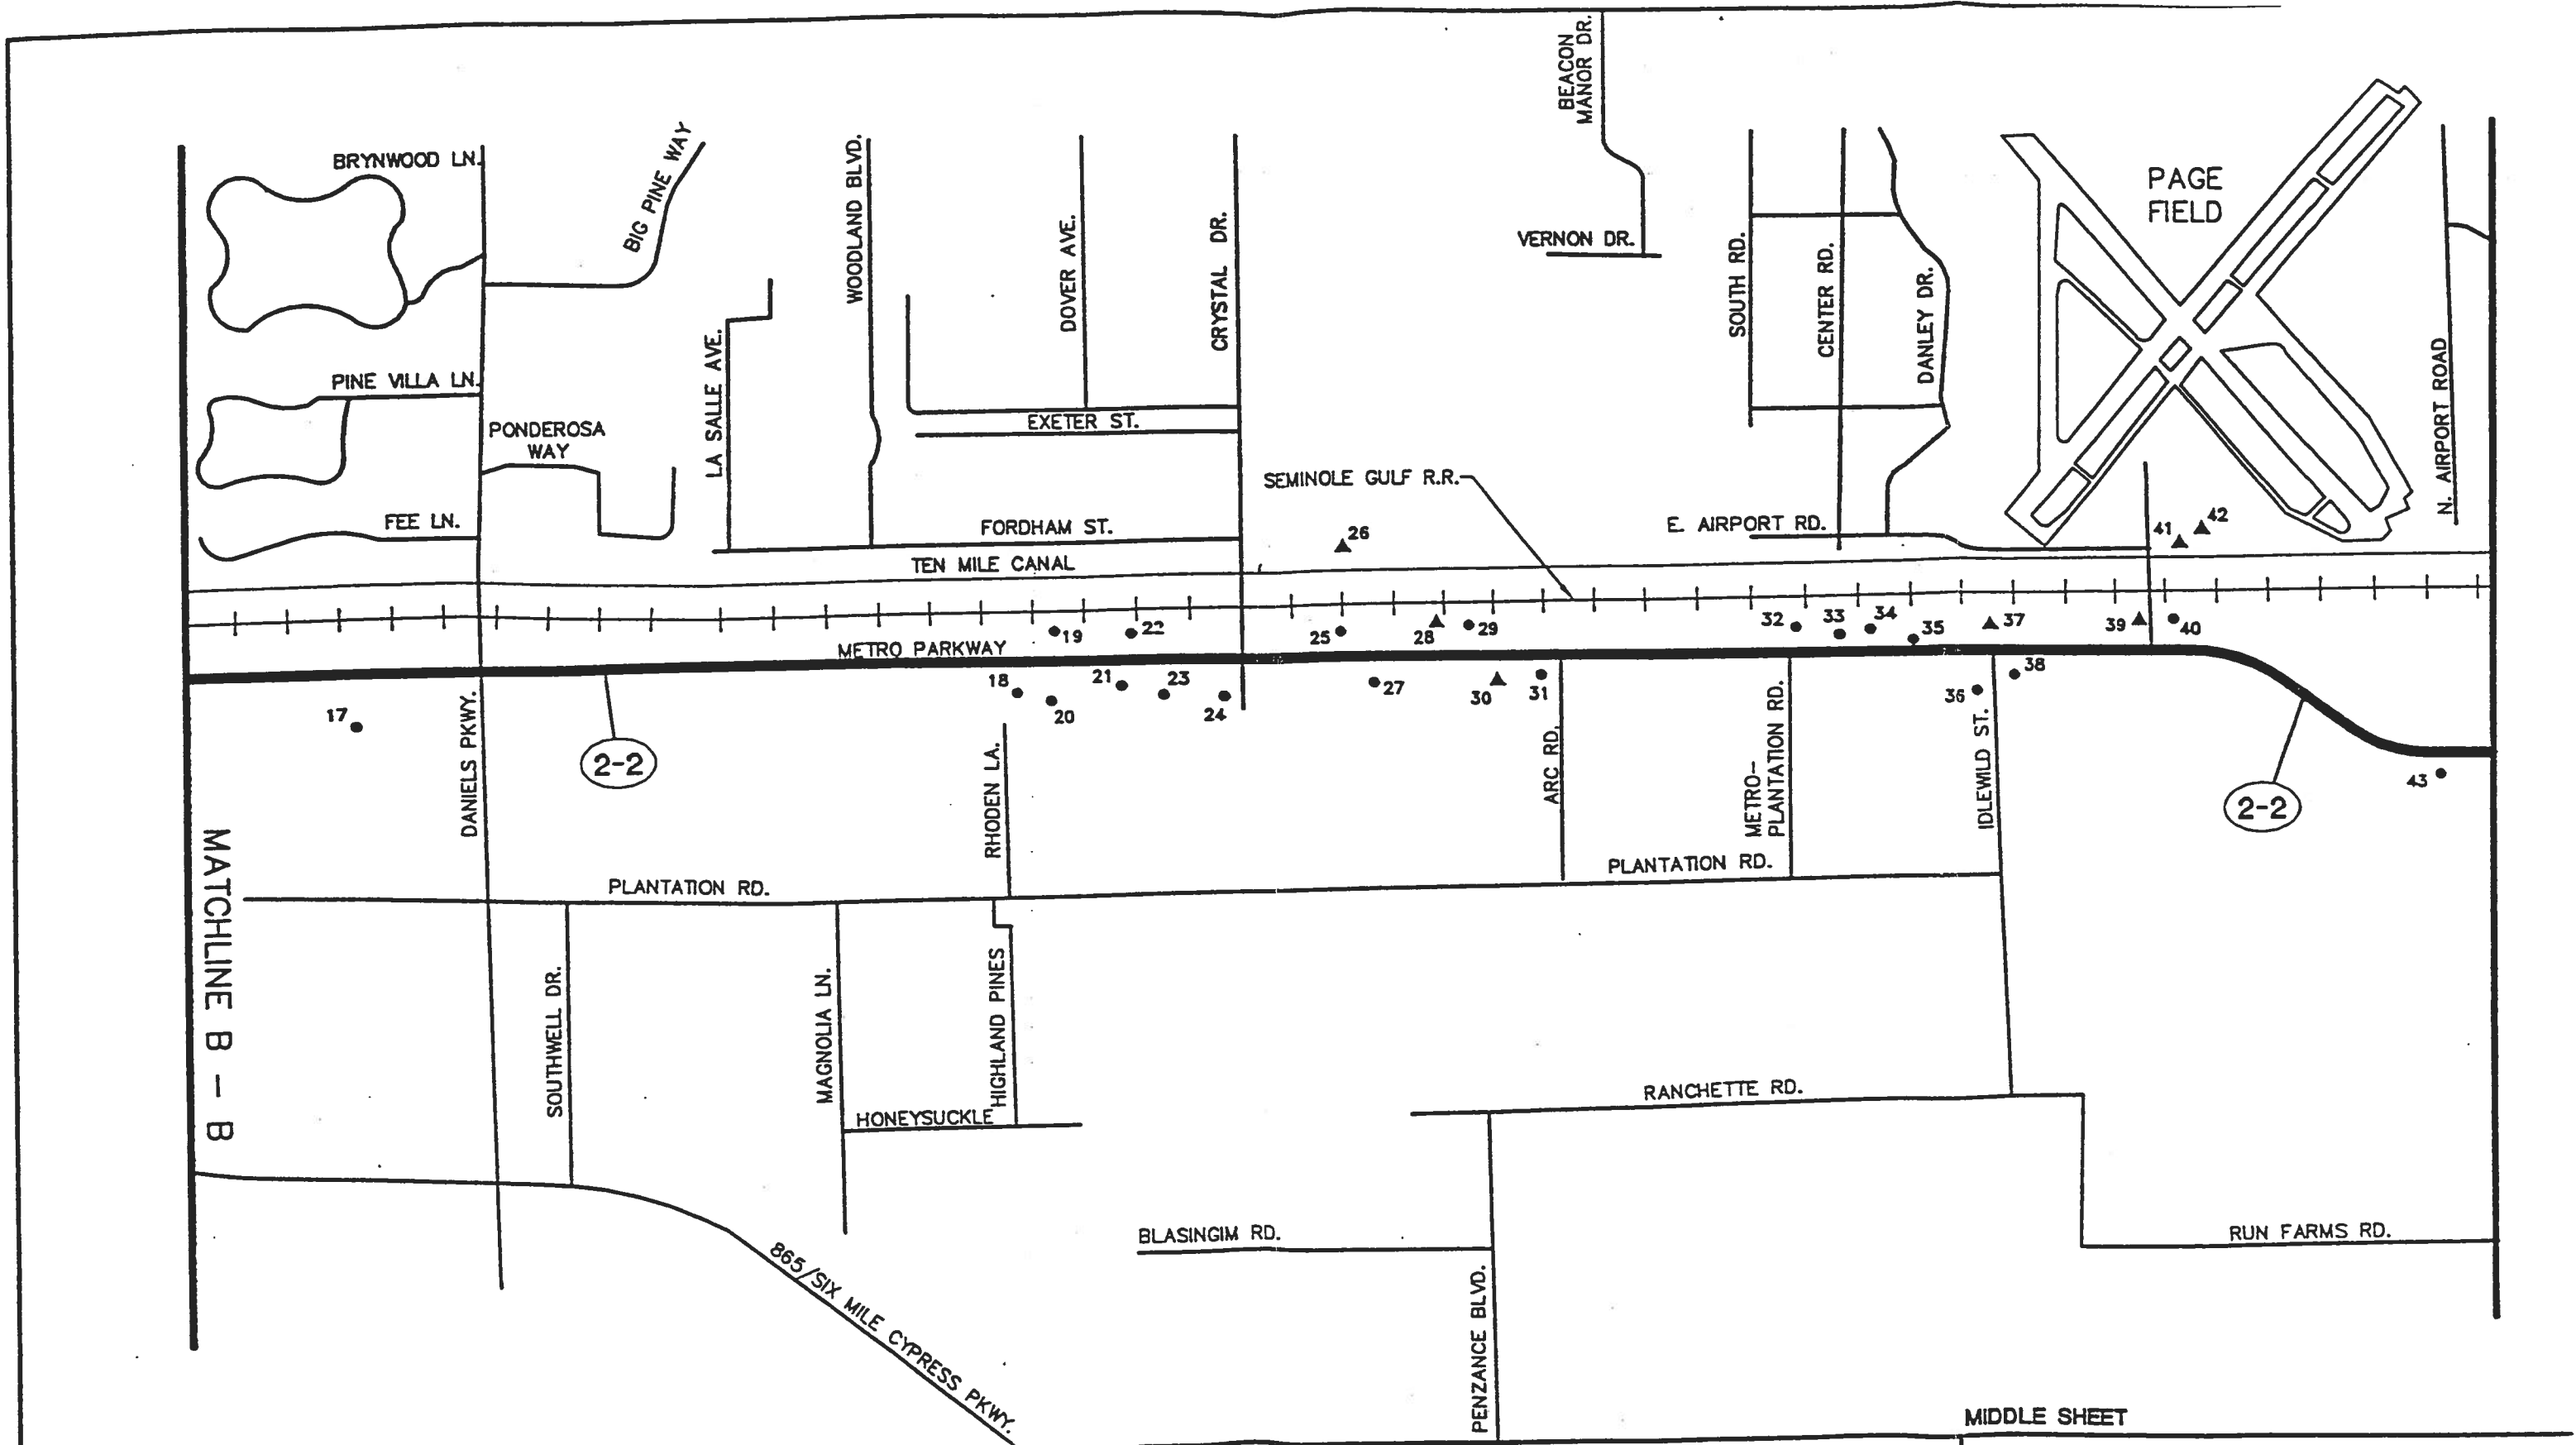 BEACON
MANOR DR.
BRYNWOOD LN.
BIG PINE WAY
WOODLAND BLVD.
DOVER AVE.
CRYSTAL DR.
VERNON DR.
SOUTH RD.
CENTER RD.
DANLEY DR.
PAGE
FIELD
N. AIRPORT ROAD
PINE VILLA LN.
PONDEROSA
WAY
LA SALLE AVE.
EXETER ST.
SEMINOLE GULF R.R.
FEE LN.
FORDHAM ST.
E. AIRPORT RD.
26
41
42
TEN MILE CANAL
METRO PARKWAY
19
22
25
28
29
32
33
34
35
37
39
40
17
18
20
21
23
24
27
30
31
36
38
43
2-2
2-2
DANIELS PKWY.
RHODEN LA.
ARC RD.
METRO-
PLANTATION RD.
IDLEWILD ST.
MATCHLINE B - B
PLANTATION RD.
PLANTATION RD.
SOUTHWELL DR.
MAGNOLIA LN.
HIGHLAND PINES
HONEYSUCKLE
RANCHETTE RD.
BLASINGIM RD.
RUN FARMS RD.
865/SIX MILE CYPRESS PKWY.
PENZANCE BLVD.
MIDDLE SHEET